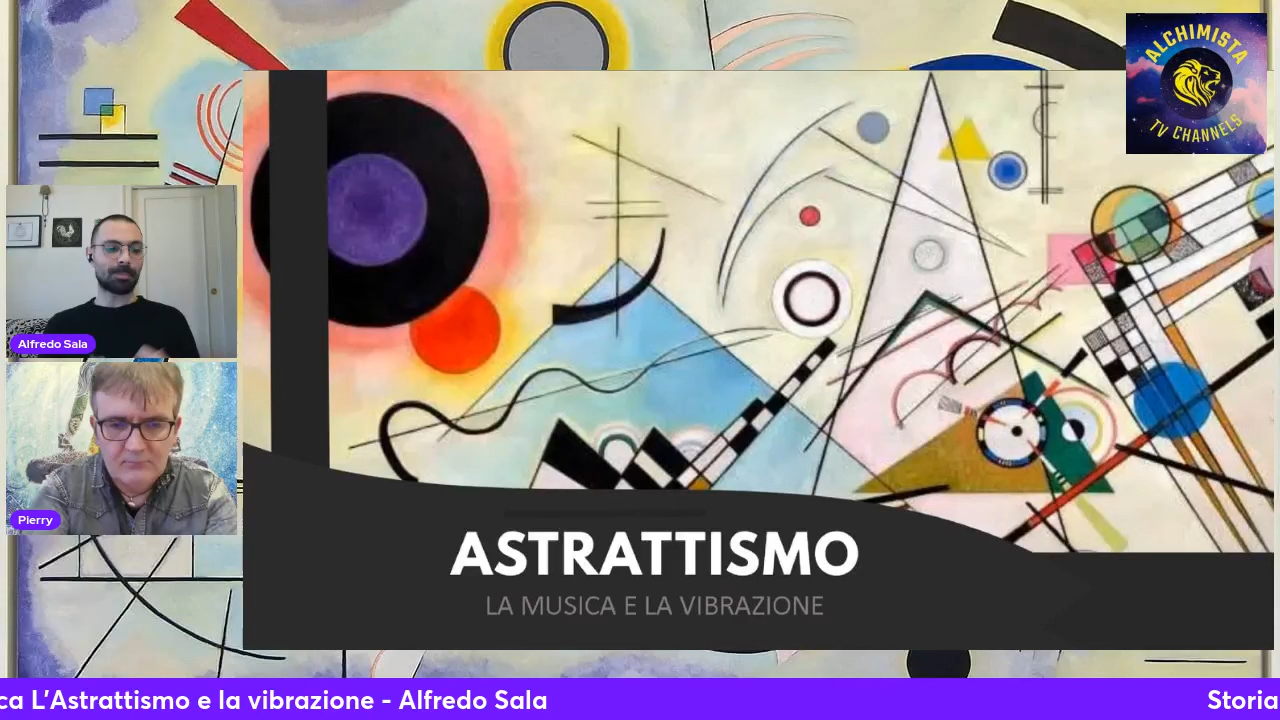 ALCHIMISTA
TV CHANNELS
Alfredo Sala
Pierry
ASTRATTISMO
LA MUSICA E LA VIBRAZIONE
ca L'Astrattismo e la vibrazione - Alfredo Sala
Storia